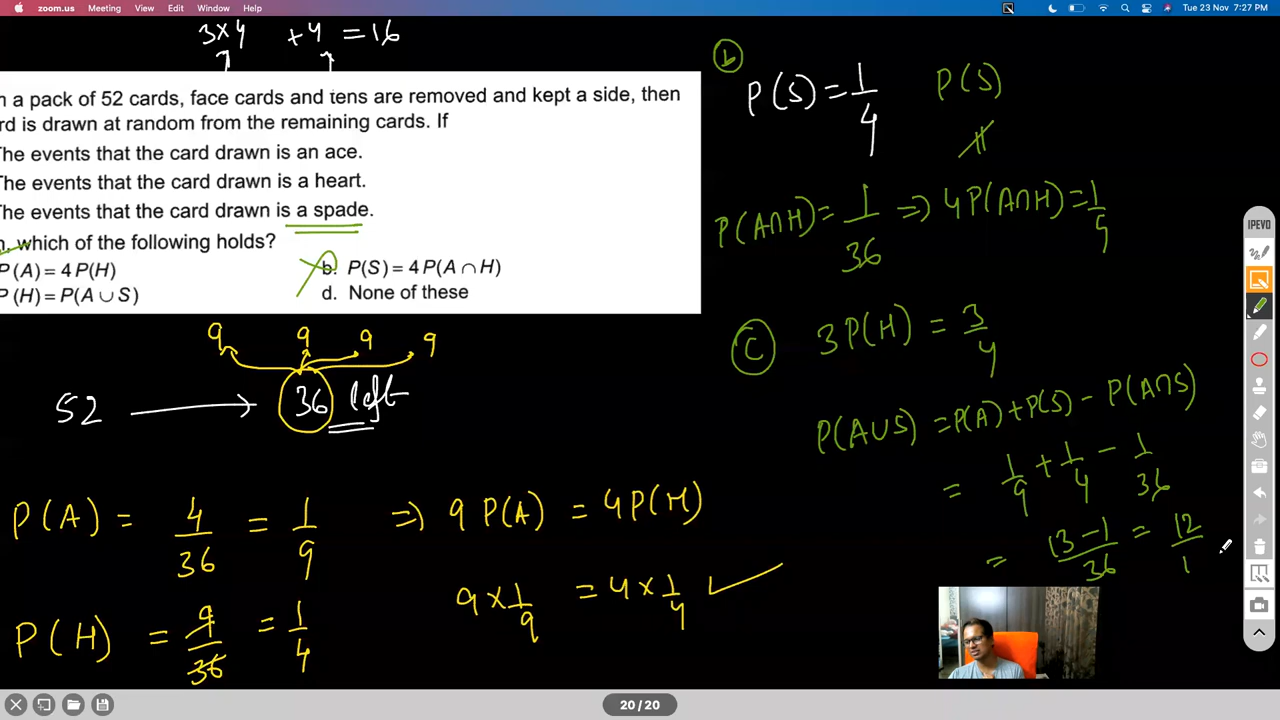 zoom.us Meeting View Edit Window Help Tue 23 Nov 7:27 PM
3×4 +4 = 16
n a pack of 52 cards, face cards and tens are removed and kept a side, then
rd is drawn at random from the remaining cards. If
The events that the card drawn is an ace.
The events that the card drawn is a heart.
The events that the card drawn is a spade.
n, which of the following holds?
P (A) = 4 P(H)
b. P(S) = 4 P(A ∩ H)
P (H) = P(A ∪ S)
d. None of these
9 9 9 9
52 → 36 left
P(A) = 4/36 = 1/9 ⇒ 9 P(A) = 4P(H)
9 × 1/9 = 4 × 1/4
P(H) = 9/36 = 1/4
b
P(S) = 1/4 P(S)
P(A∩H) = 1/36 ⇒ 4P(A∩H) = 1/9
C 3P(H) = 3/4
P(A∪S) = P(A) + P(S) − P(A∩S)
= 1/9 + 1/4 − 1/36
= 13−1/36 = 12/
IPEVO
20 / 20